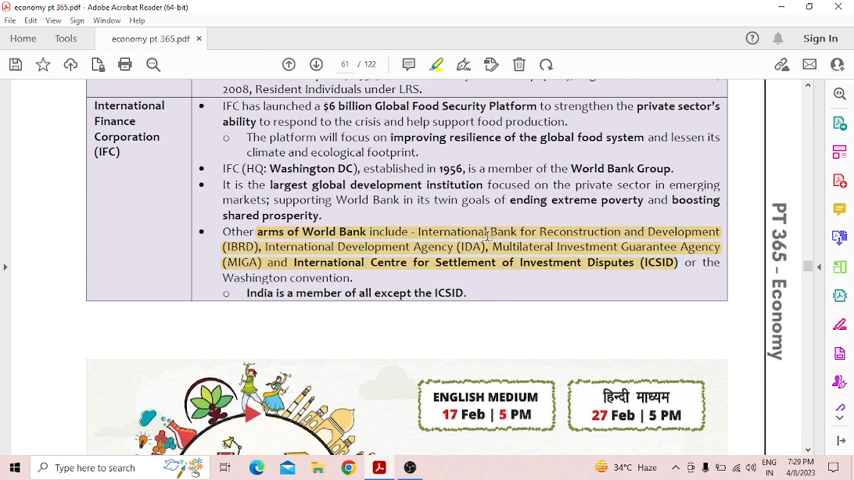 economy pt 365.pdf - Adobe Acrobat Reader (64-bit)
File Edit View Sign Window Help
Home Tools economy pt 365.pdf × Sign In
61 / 122
2008, Resident Individuals under LRS.
International Finance Corporation (IFC)
• IFC has launched a $6 billion Global Food Security Platform to strengthen the private sector's
ability to respond to the crisis and help support food production.
o The platform will focus on improving resilience of the global food system and lessen its
climate and ecological footprint.
• IFC (HQ: Washington DC), established in 1956, is a member of the World Bank Group.
• It is the largest global development institution focused on the private sector in emerging
markets; supporting World Bank in its twin goals of ending extreme poverty and boosting
shared prosperity.
• Other arms of World Bank include - International Bank for Reconstruction and Development
(IBRD), International Development Agency (IDA), Multilateral Investment Guarantee Agency
(MIGA) and International Centre for Settlement of Investment Disputes (ICSID) or the
Washington convention.
o India is a member of all except the ICSID.
PT 365 - Economy
ENGLISH MEDIUM
17 Feb | 5 PM
हिन्दी माध्यम
27 Feb | 5 PM
Type here to search
34°C Haze
ENG
IN
7:29 PM
4/8/2023